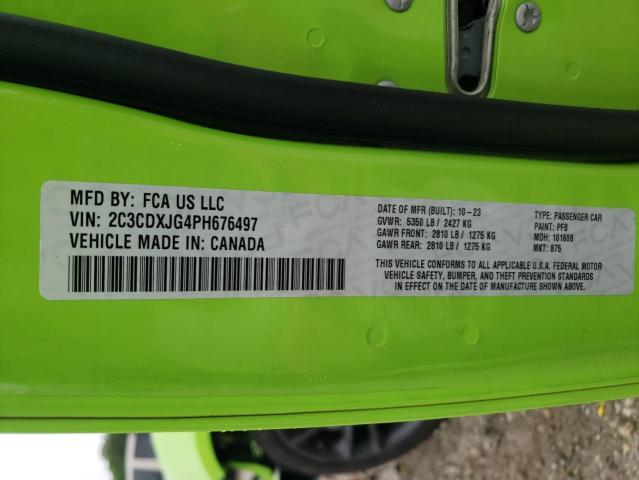 MFD BY: FCA US LLC
VIN: 2C3CDXJG4PH676497
VEHICLE MADE IN: CANADA
DATE OF MFR (BUILT): 10-23
GVWR: 5350 LB / 2427 KG
GAWR FRONT: 2810 LB / 1275 KG
GAWR REAR: 2810 LB / 1275 KG
TYPE: PASSENGER CAR
PAINT: PFB
MDH: 101608
MKT: 875
THIS VEHICLE CONFORMS TO ALL APPLICABLE U.S.A. FEDERAL MOTOR
VEHICLE SAFETY, BUMPER, AND THEFT PREVENTION STANDARDS
IN EFFECT ON THE DATE OF MANUFACTURE SHOWN ABOVE.